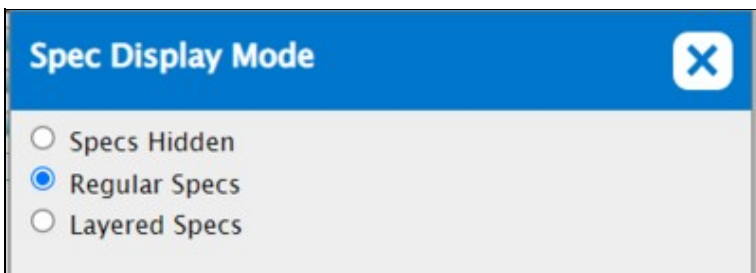 Spec Display Mode
Specs Hidden
Regular Specs
Layered Specs